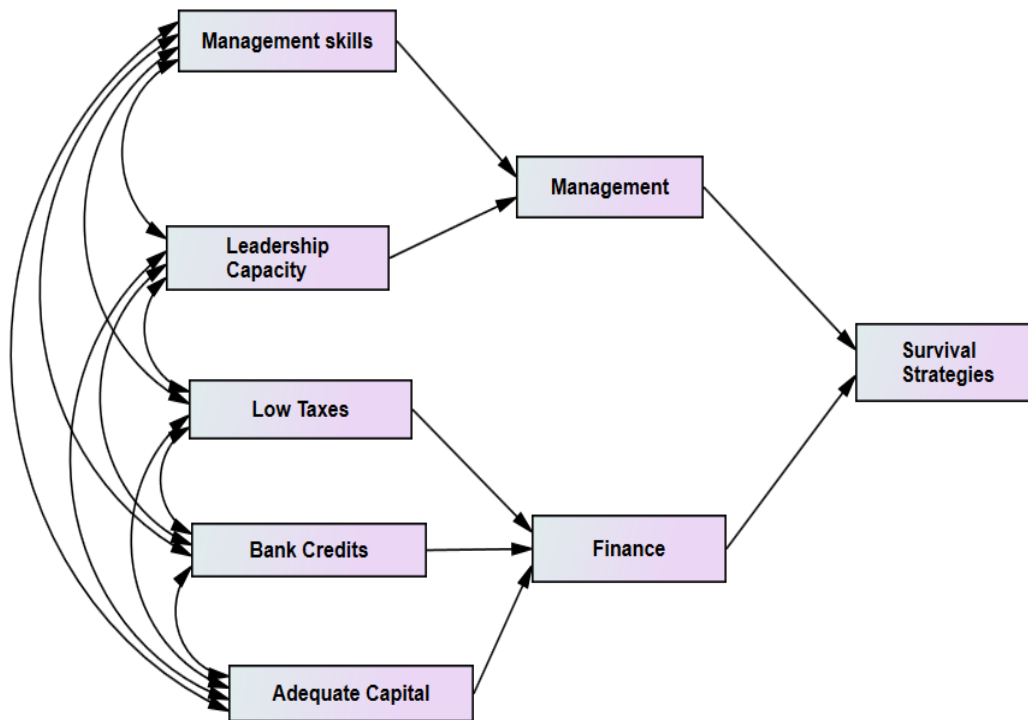 Management skills
Management
Leadership
Capacity
Survival
Strategies
Low Taxes
Bank Credits
Finance
Adequate Capital